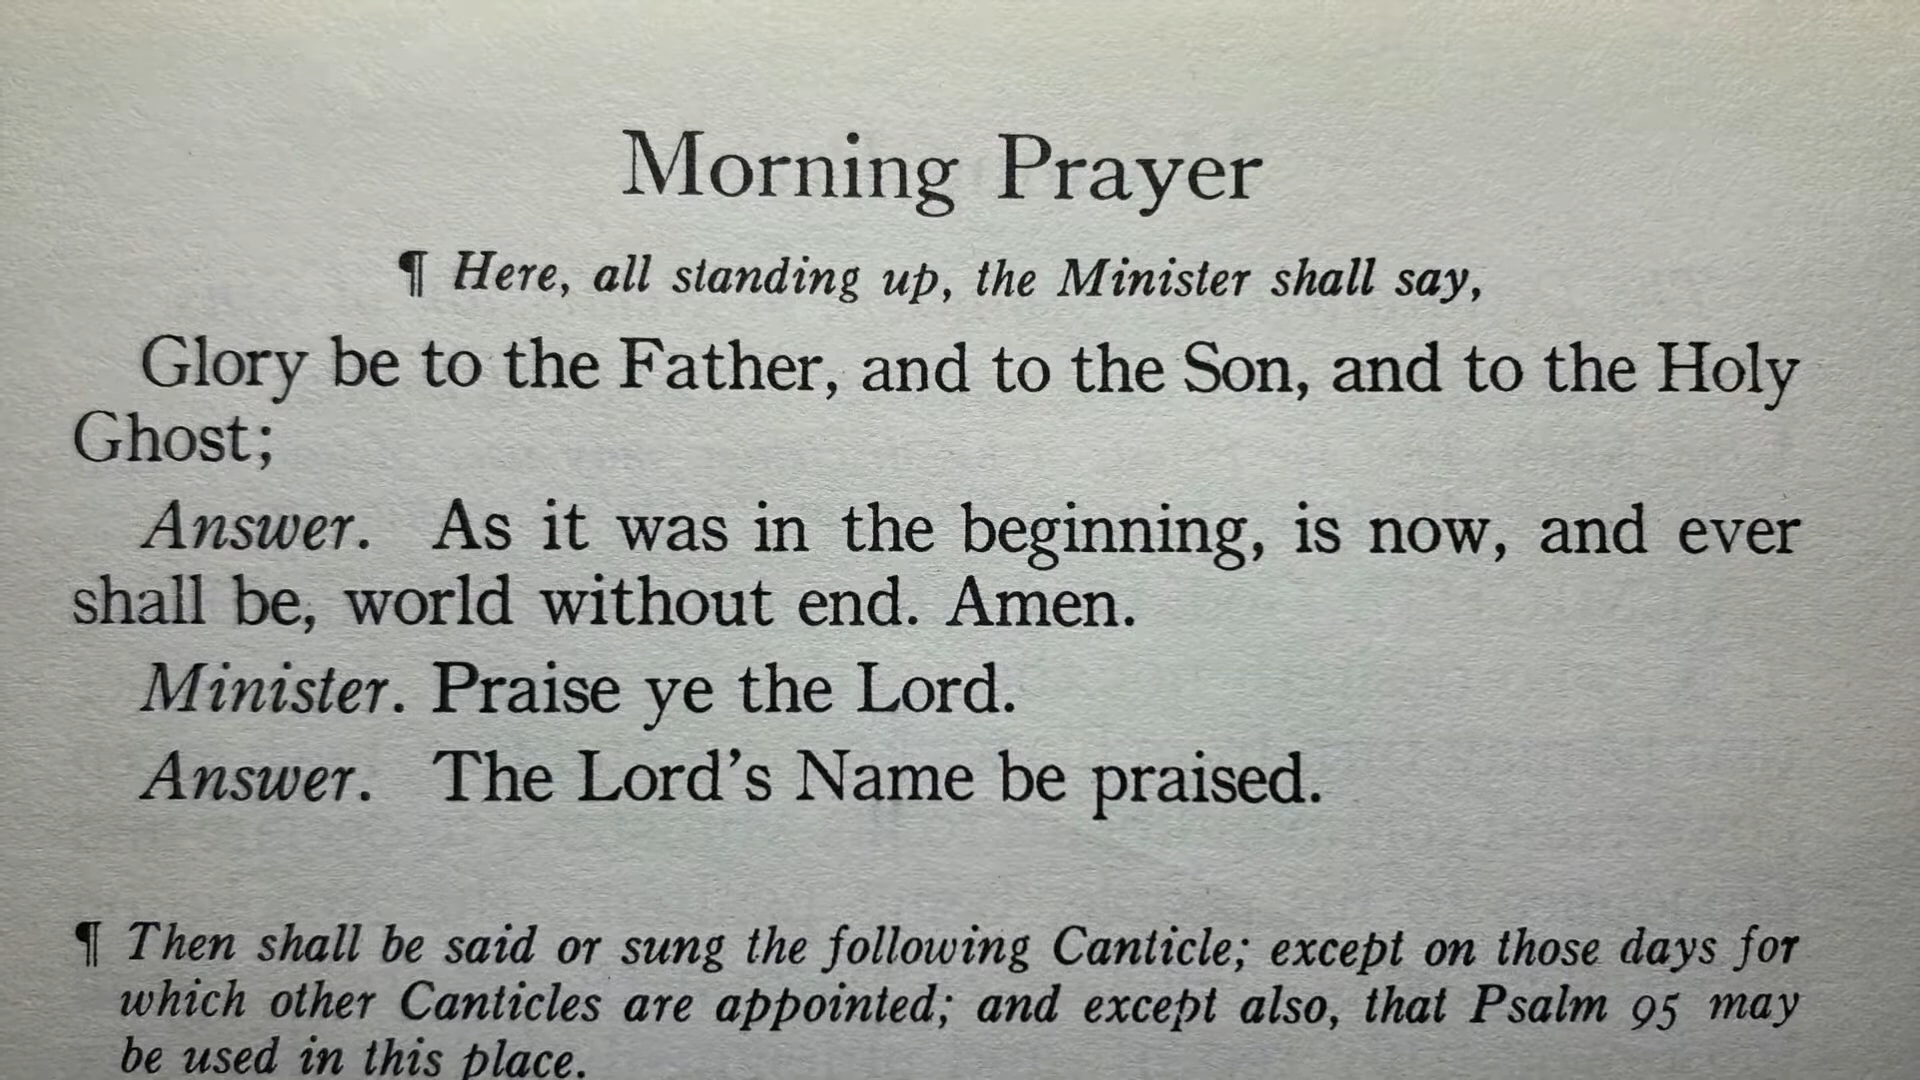 Morning Prayer
¶ Here, all standing up, the Minister shall say,
Glory be to the Father, and to the Son, and to the Holy
Ghost;
Answer. As it was in the beginning, is now, and ever
shall be, world without end. Amen.
Minister. Praise ye the Lord.
Answer. The Lord’s Name be praised.
¶ Then shall be said or sung the following Canticle; except on those days for
which other Canticles are appointed; and except also, that Psalm 95 may
be used in this place.